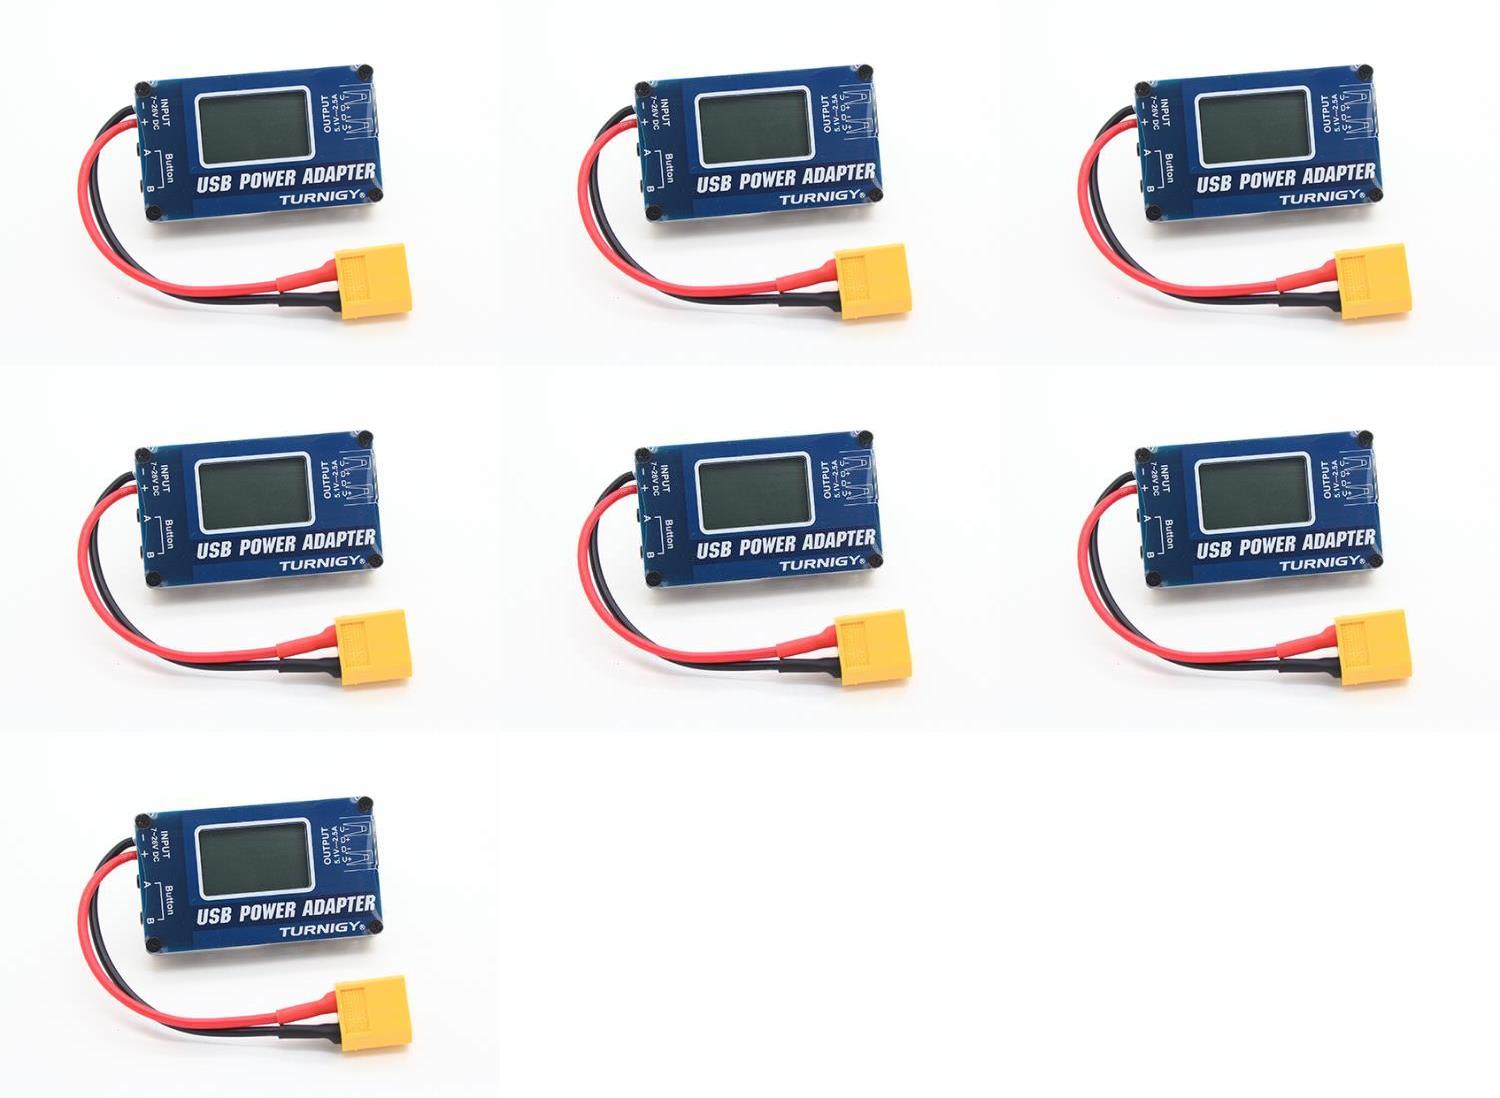 INPUT
7~26V DC
- +
A
B
Button
OUTPUT
5.1V⎓2.5A
USB POWER ADAPTER
TURNIGY®
INPUT
7~26V DC
- +
A
B
Button
OUTPUT
5.1V⎓2.5A
USB POWER ADAPTER
TURNIGY®
INPUT
7~26V DC
- +
A
B
Button
OUTPUT
5.1V⎓2.5A
USB POWER ADAPTER
TURNIGY®
INPUT
7~26V DC
- +
A
B
Button
OUTPUT
5.1V⎓2.5A
USB POWER ADAPTER
TURNIGY®
INPUT
7~26V DC
- +
A
B
Button
OUTPUT
5.1V⎓2.5A
USB POWER ADAPTER
TURNIGY®
INPUT
7~26V DC
- +
A
B
Button
OUTPUT
5.1V⎓2.5A
USB POWER ADAPTER
TURNIGY®
INPUT
7~26V DC
- +
A
B
Button
OUTPUT
5.1V⎓2.5A
USB POWER ADAPTER
TURNIGY®